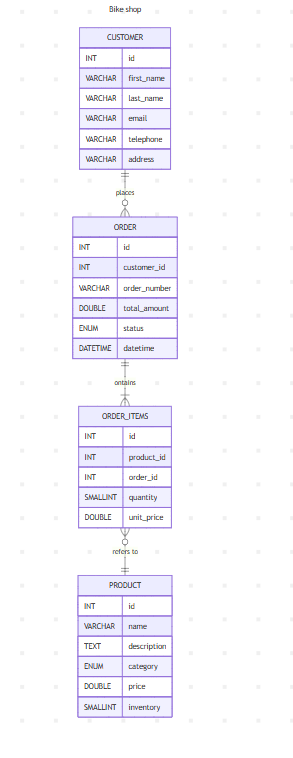 Bike shop
CUSTOMER
INT id
VARCHAR first_name
VARCHAR last_name
VARCHAR email
VARCHAR telephone
VARCHAR address
places
ORDER
INT id
INT customer_id
VARCHAR order_number
DOUBLE total_amount
ENUM status
DATETIME datetime
ontains
ORDER_ITEMS
INT id
INT product_id
INT order_id
SMALLINT quantity
DOUBLE unit_price
refers to
PRODUCT
INT id
VARCHAR name
TEXT description
ENUM category
DOUBLE price
SMALLINT inventory